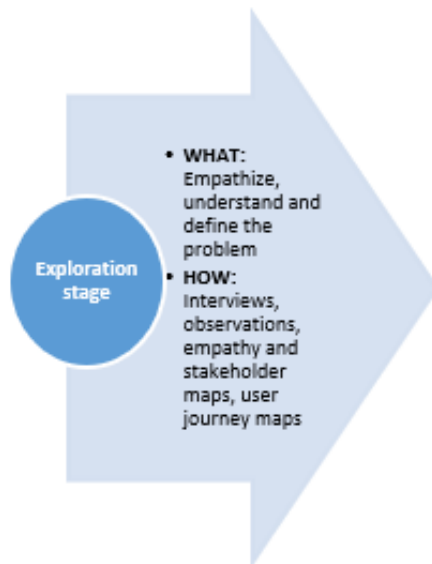 Exploration
stage
• WHAT:
Empathize,
understand and
define the
problem
• HOW:
Interviews,
observations,
empathy and
stakeholder
maps, user
journey maps